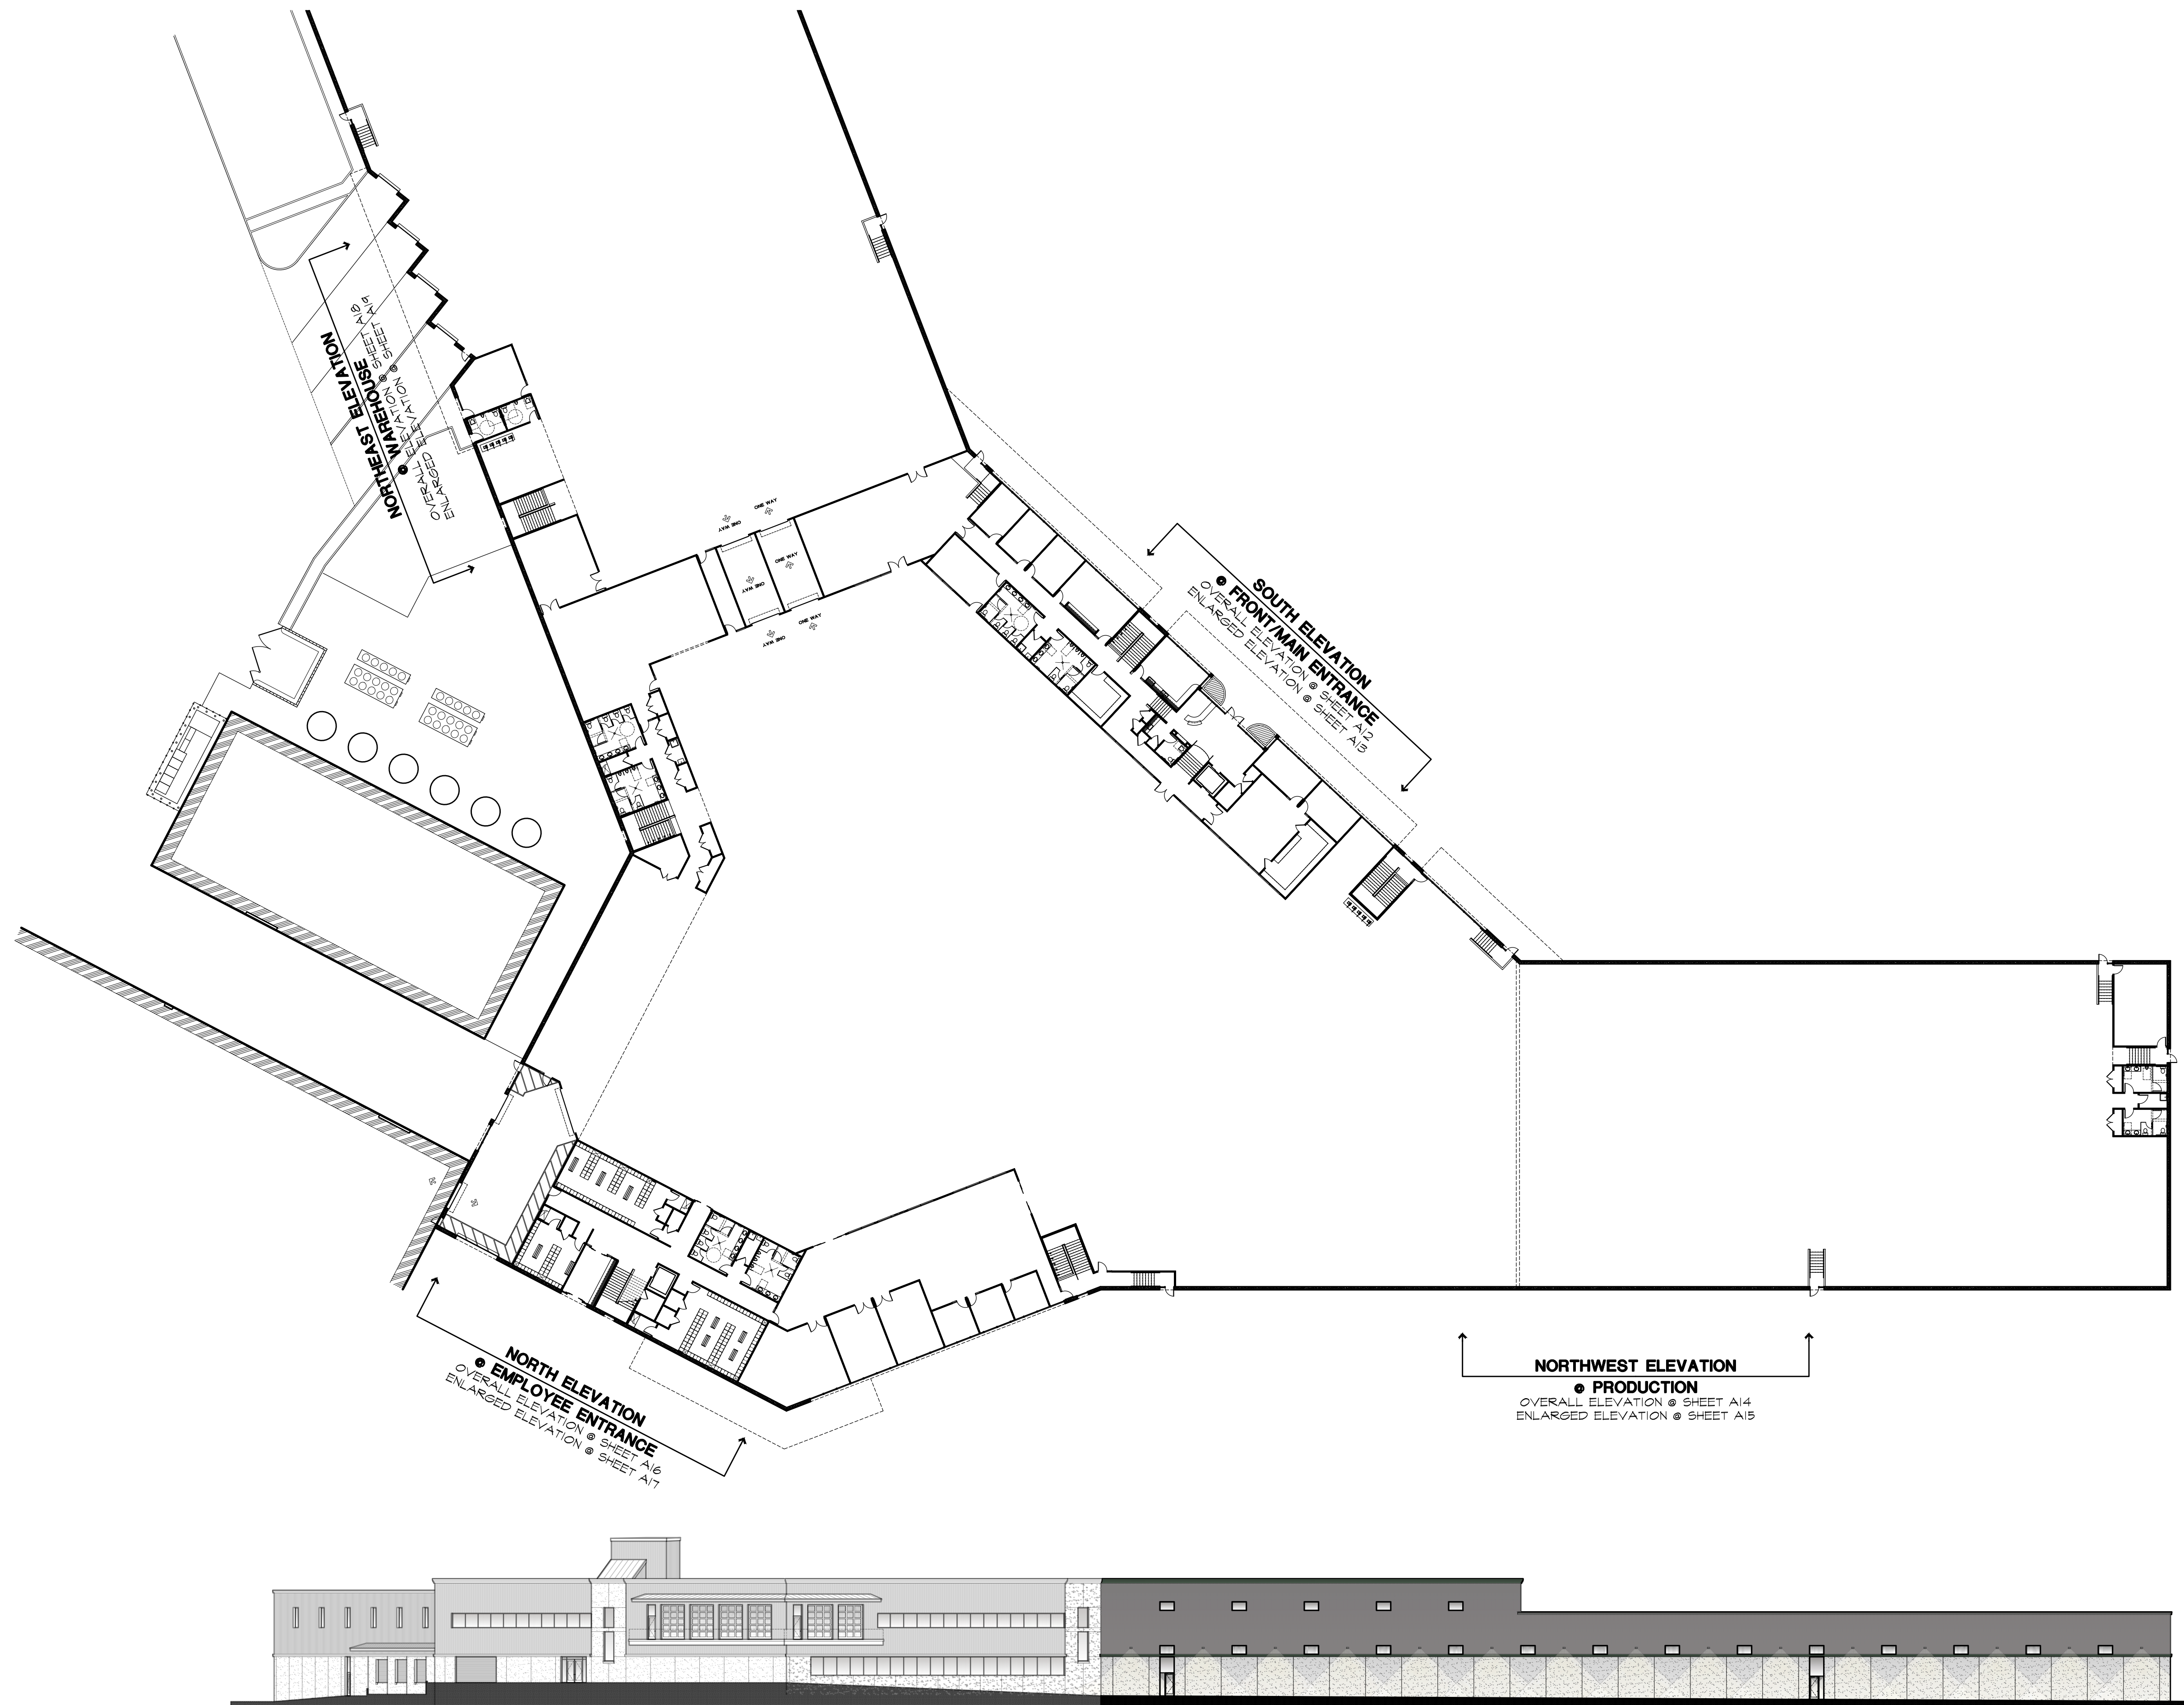 NORTHEAST ELEVATION
@ WAREHOUSE
OVERALL ELEVATION @ SHEET A18
ENLARGED ELEVATION @ SHEET A19
ONE WAY
ONE WAY
ONE WAY
ONE WAY
ONE WAY
ONE WAY
SOUTH ELEVATION
@ FRONT/MAIN ENTRANCE
OVERALL ELEVATION @ SHEET A12
ENLARGED ELEVATION @ SHEET A13
NORTH ELEVATION
@ EMPLOYEE ENTRANCE
OVERALL ELEVATION @ SHEET A16
ENLARGED ELEVATION @ SHEET A17
NORTHWEST ELEVATION
@ PRODUCTION
OVERALL ELEVATION @ SHEET A14
ENLARGED ELEVATION @ SHEET A15